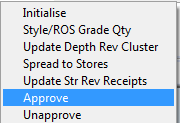 Initialise
Style/ROS Grade Qty
Update Depth Rev Cluster
Spread to Stores
Update Str Rev Receipts
Approve
Unapprove